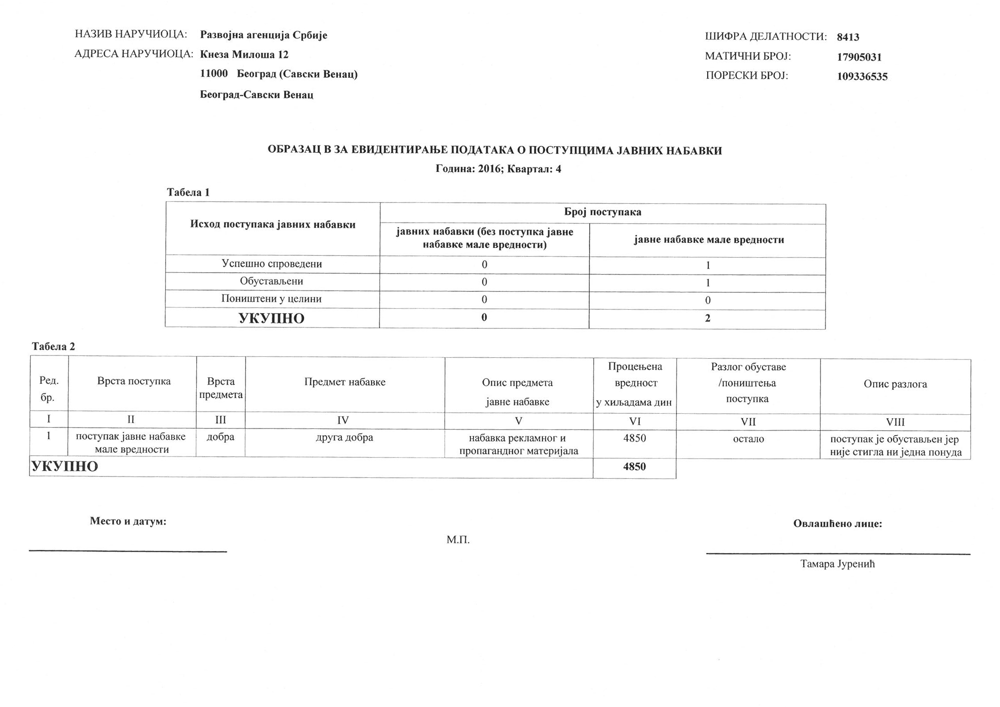 НАЗИВ НАРУЧИОЦА: Развојна агенција Србије
АДРЕСА НАРУЧИОЦА: Кнеза Милоша 12
11000 Београд (Савски Венац)
Београд-Савски Венац
ШИФРА ДЕЛАТНОСТИ: 8413
МАТИЧНИ БРОЈ: 17905031
ПОРЕСКИ БРОЈ: 109336535
ОБРАЗАЦ В ЗА ЕВИДЕНТИРАЊЕ ПОДАТАКА О ПОСТУПЦИМА ЈАВНИХ НАБАВКИ
Година: 2016; Квартал: 4
Табела 1
Исход поступака јавних набавки
Број поступака
јавних набавки (без поступка јавне
набавке мале вредности)
јавне набавке мале вредности
Успешно спроведени 0 1
Обустављени 0 1
Поништени у целини 0 0
УКУПНО 0 2
Табела 2
Ред.
бр.
Врста поступка
Врста
предмета
Предмет набавке
Опис предмета
јавне набавке
Процењена
вредност
у хиљадама дин
Разлог обуставе
/поништења
поступка
Опис разлога
I II III IV V VI VII VIII
1
поступак јавне набавке
мале вредности
добра
друга добра
набавка рекламног и
пропагандног материјала
4850
остало
поступак је обустављен јер
није стигла ни једна понуда
УКУПНО 4850
Место и датум:
М.П.
Овлашћено лице:
Тамара Јуренић